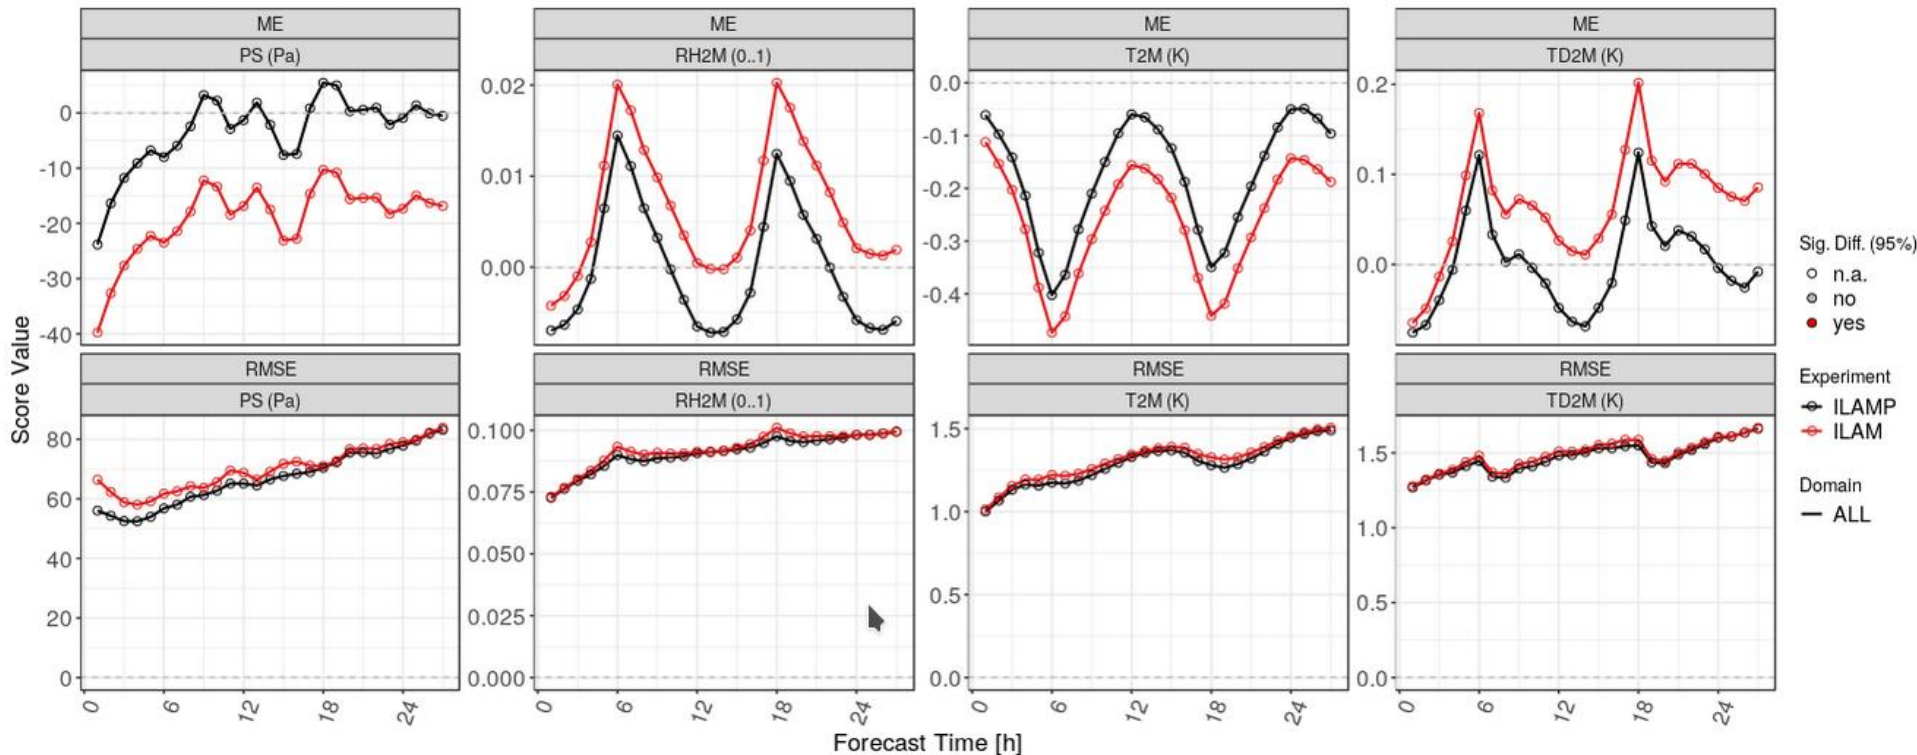 ME ME ME ME
PS (Pa) RH2M (0..1) T2M (K) TD2M (K)
0
-10
-20
-30
-40
0.02
0.01
0.00
0.0
-0.1
-0.2
-0.3
-0.4
0.2
0.1
0.0
Score Value
RMSE RMSE RMSE RMSE
PS (Pa) RH2M (0..1) T2M (K) TD2M (K)
80
60
40
20
0
0.100
0.075
0.050
0.025
0.000
1.5
1.0
0.5
0.0
1.5
1.0
0.5
0.0
0 6 12 18 24 0 6 12 18 24 0 6 12 18 24 0 6 12 18 24
Forecast Time [h]
Sig. Diff. (95%)
n.a.
no
yes
Experiment
ILAMP
ILAM
Domain
ALL